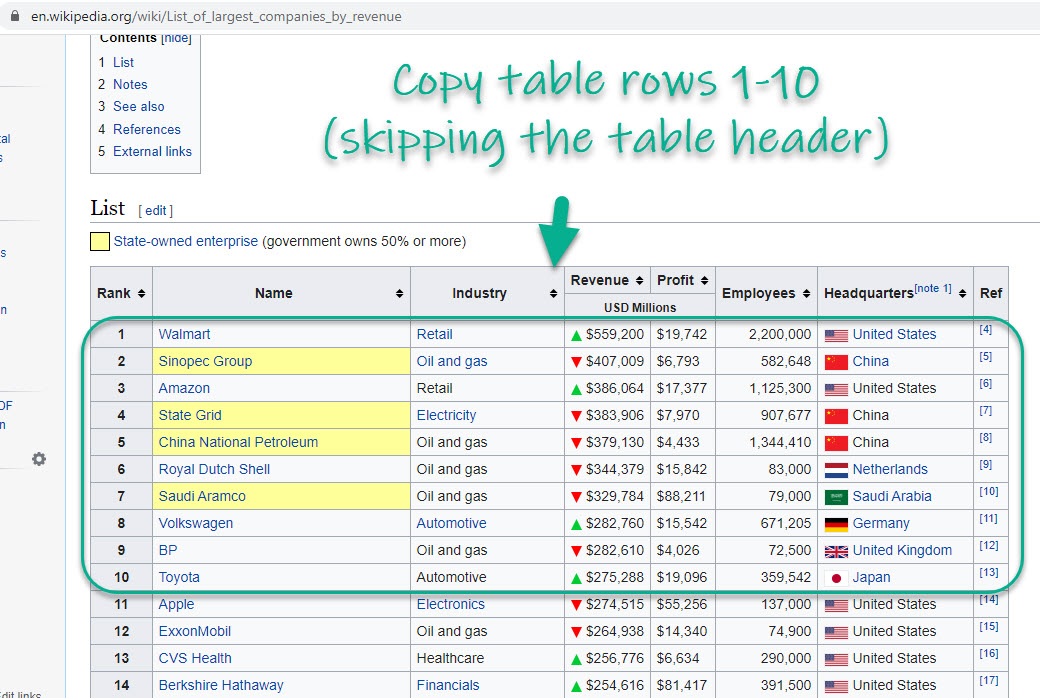 en.wikipedia.org/wiki/List_of_largest_companies_by_revenue
Contents [hide]
1 List
2 Notes
3 See also
4 References
5 External links
Copy table rows 1-10
(skipping the table header)
List [ edit ]
State-owned enterprise (government owns 50% or more)
Rank Name Industry Revenue Profit Employees Headquarters[note 1] Ref
USD Millions
1 Walmart Retail ▲ $559,200 $19,742 2,200,000 United States [4]
2 Sinopec Group Oil and gas ▼ $407,009 $6,793 582,648 China [5]
3 Amazon Retail ▲ $386,064 $17,377 1,125,300 United States [6]
4 State Grid Electricity ▼ $383,906 $7,970 907,677 China [7]
5 China National Petroleum Oil and gas ▼ $379,130 $4,433 1,344,410 China [8]
6 Royal Dutch Shell Oil and gas ▼ $344,379 $15,842 83,000 Netherlands [9]
7 Saudi Aramco Oil and gas ▼ $329,784 $88,211 79,000 Saudi Arabia [10]
8 Volkswagen Automotive ▲ $282,760 $15,542 671,205 Germany [11]
9 BP Oil and gas ▼ $282,610 $4,026 72,500 United Kingdom [12]
10 Toyota Automotive ▲ $275,288 $19,096 359,542 Japan [13]
11 Apple Electronics ▼ $274,515 $55,256 137,000 United States [14]
12 ExxonMobil Oil and gas ▼ $264,938 $14,340 74,900 United States [15]
13 CVS Health Healthcare ▲ $256,776 $6,634 290,000 United States [16]
14 Berkshire Hathaway Financials ▲ $254,616 $81,417 391,500 United States [17]